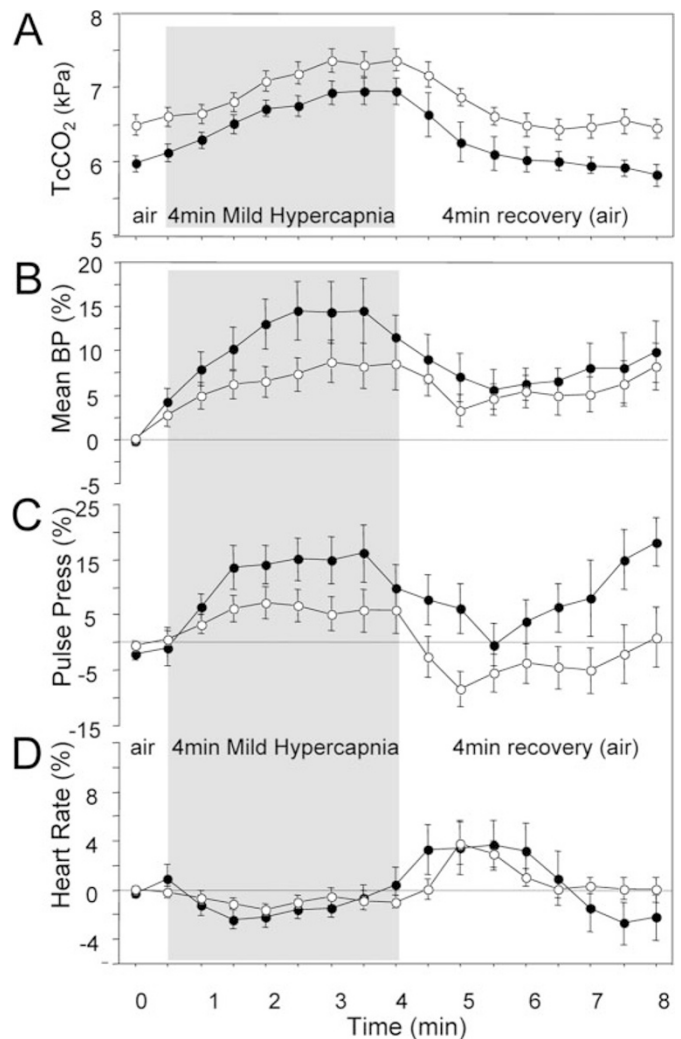 A
TcCO2 (kPa)
8
7
6
5
air 4min Mild Hypercapnia 4min recovery (air)
B
Mean BP (%)
20
15
10
5
0
-5
C
Pulse Press (%)
25
15
5
-5
-15
air 4min Mild Hypercapnia 4min recovery (air)
D
Heart Rate (%)
8
4
0
-4
0 1 2 3 4 5 6 7 8
Time (min)